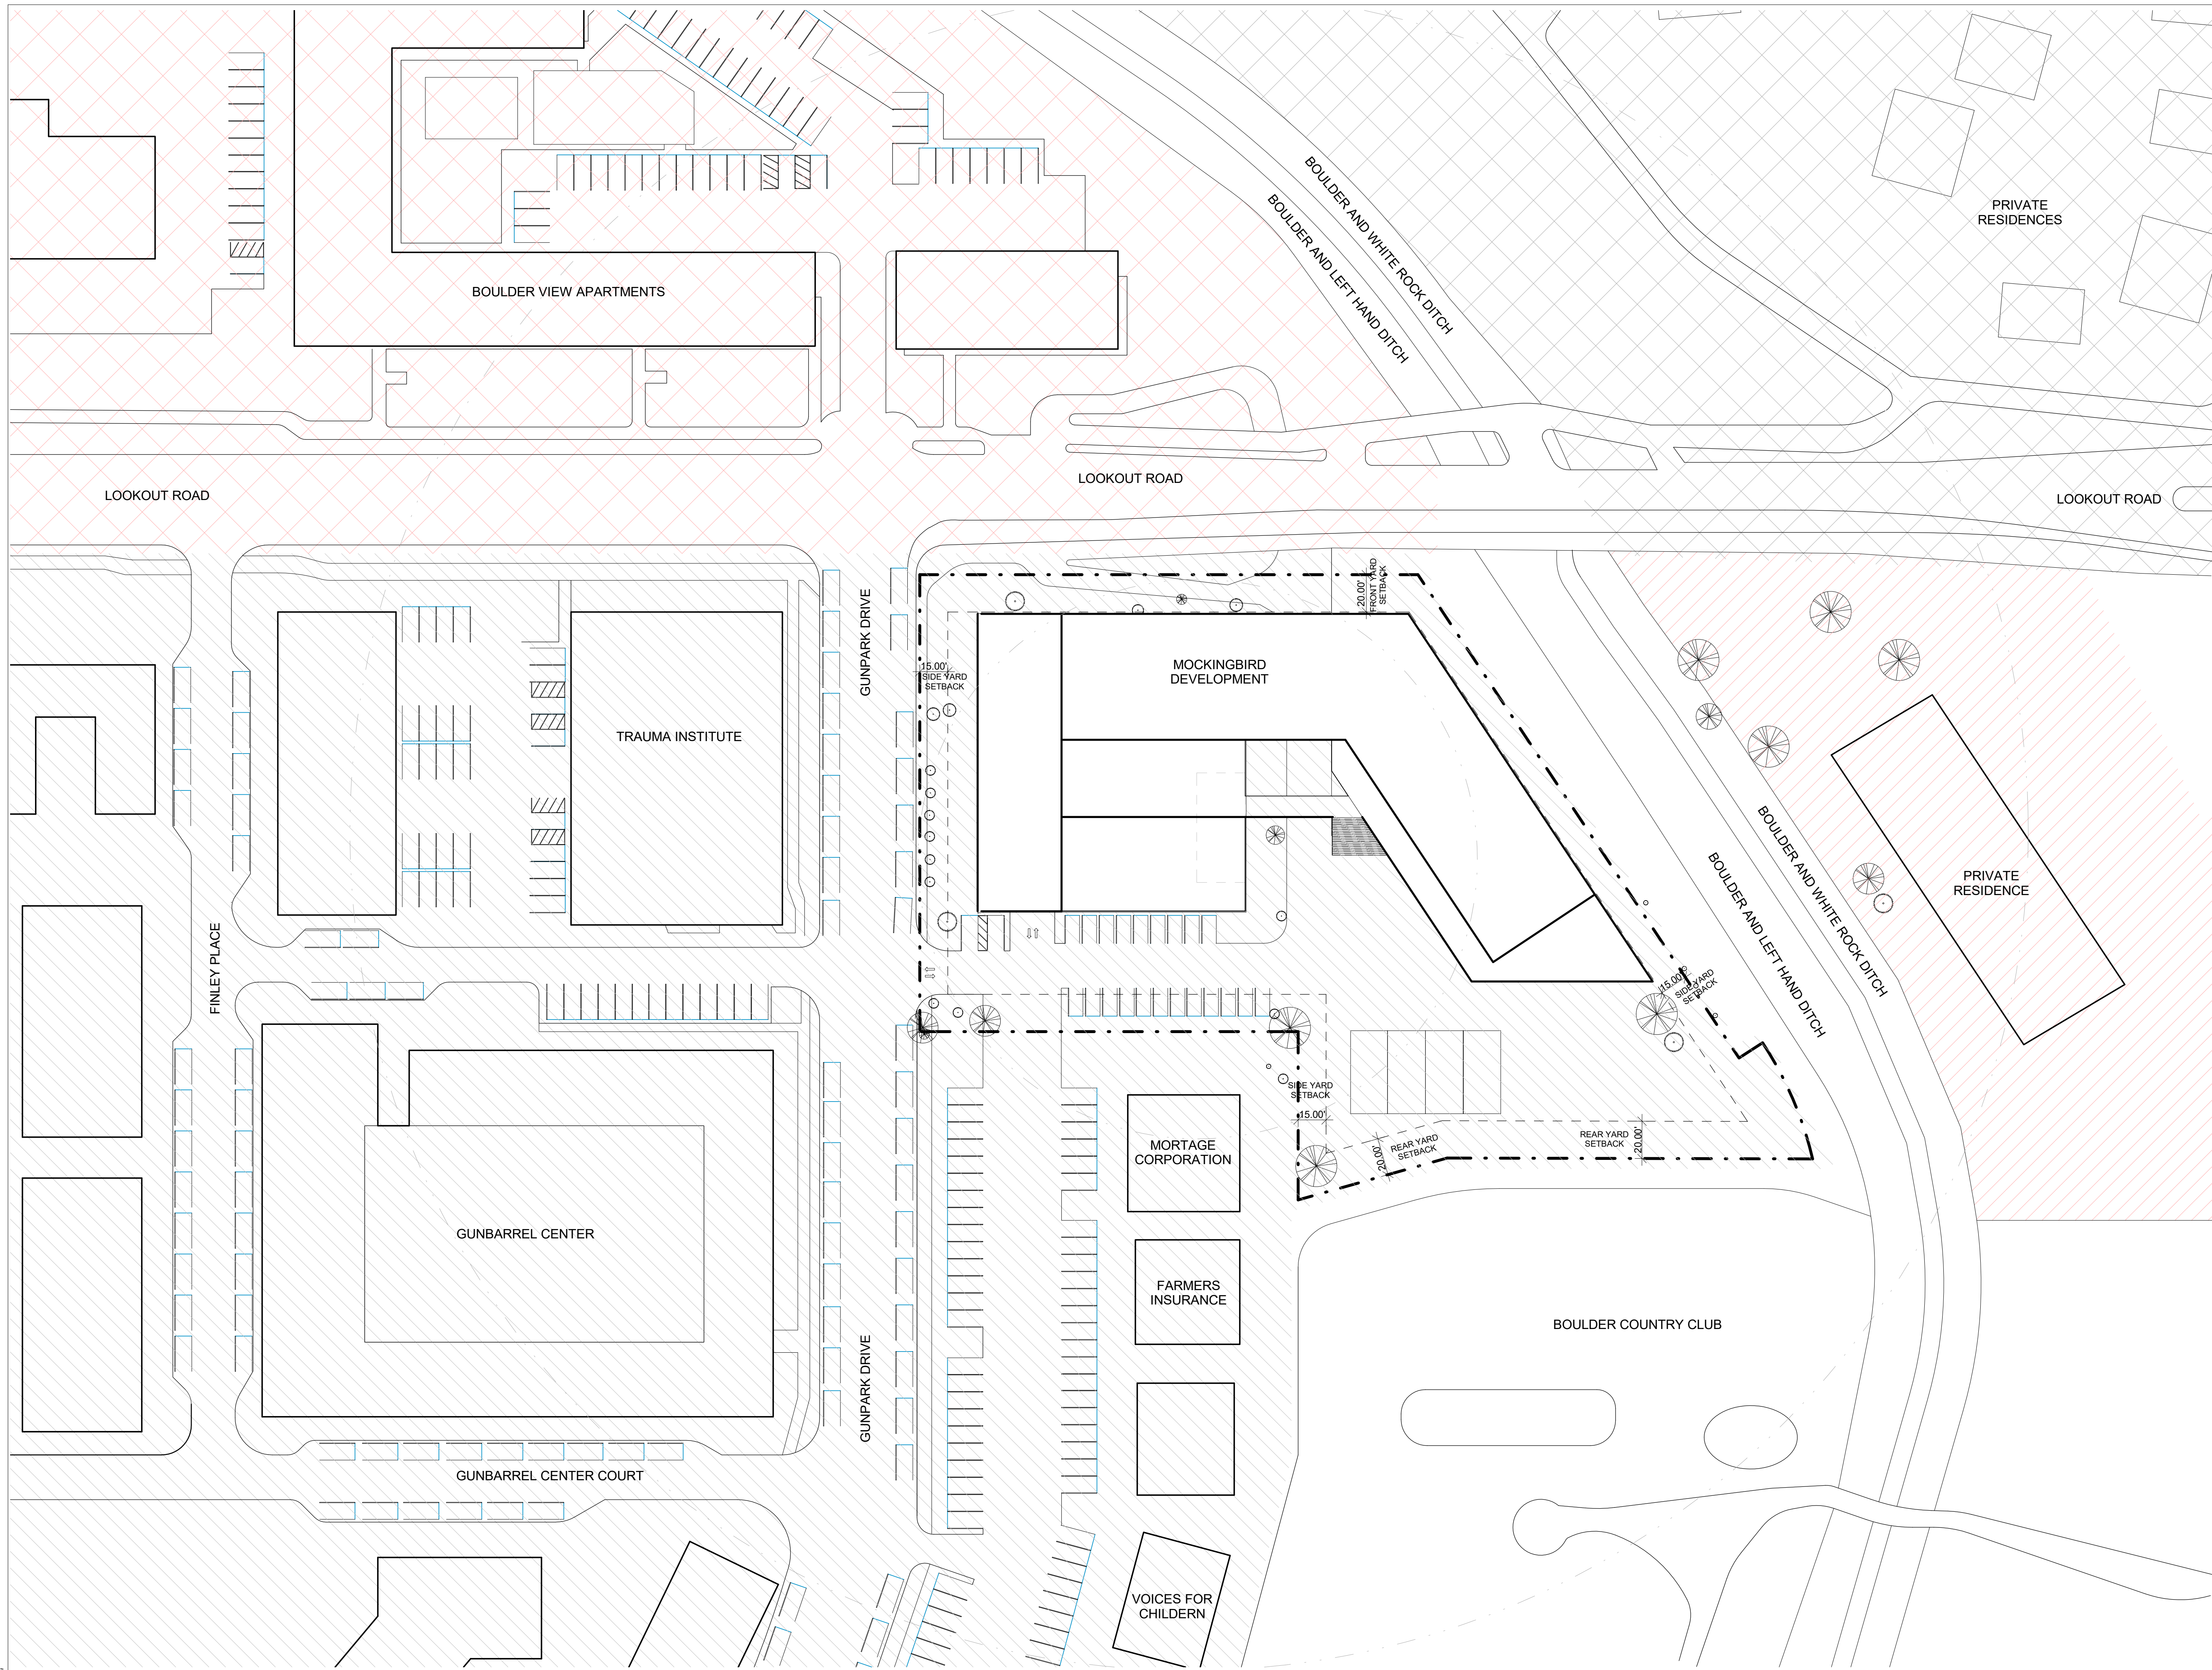 BOULDER AND WHITE ROCK DITCH
BOULDER AND LEFT HAND DITCH
PRIVATE
RESIDENCES
BOULDER VIEW APARTMENTS
LOOKOUT ROAD
LOOKOUT ROAD
LOOKOUT ROAD
GUNPARK DRIVE
20.00'
FRONT YARD
SETBACK
15.00'
SIDE YARD
SETBACK
MOCKINGBIRD
DEVELOPMENT
TRAUMA INSTITUTE
BOULDER AND WHITE ROCK DITCH
BOULDER AND LEFT HAND DITCH
PRIVATE
RESIDENCE
FINLEY PLACE
15.00'
SIDE YARD
SETBACK
SIDE YARD
SETBACK
15.00'
20.00'
REAR YARD
SETBACK
REAR YARD
SETBACK
20.00'
MORTAGE
CORPORATION
GUNBARREL CENTER
FARMERS
INSURANCE
BOULDER COUNTRY CLUB
GUNPARK DRIVE
GUNBARREL CENTER COURT
VOICES FOR
CHILDERN